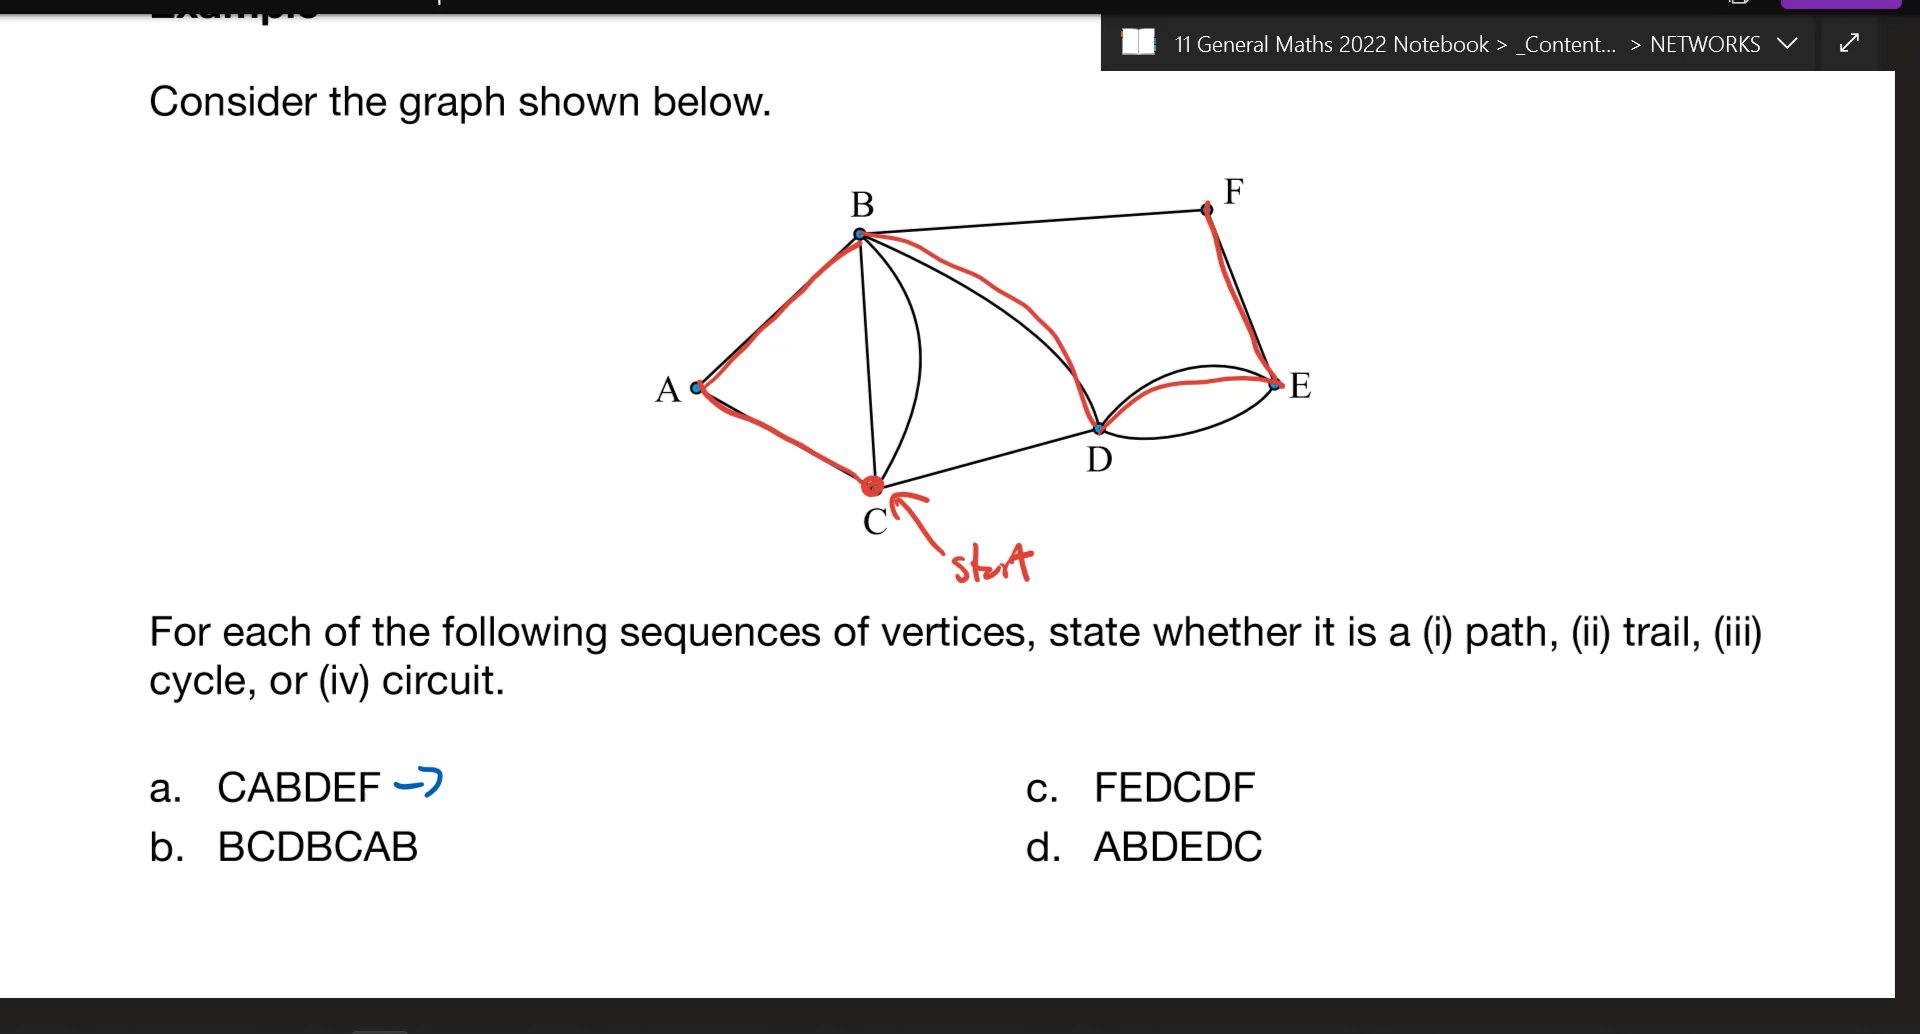 11 General Maths 2022 Notebook > _Content... > NETWORKS
Consider the graph shown below.
B
F
A
E
D
C
start
For each of the following sequences of vertices, state whether it is a (i) path, (ii) trail, (iii)
cycle, or (iv) circuit.
a. CABDEF
c. FEDCDF
b. BCDBCAB
d. ABDEDC